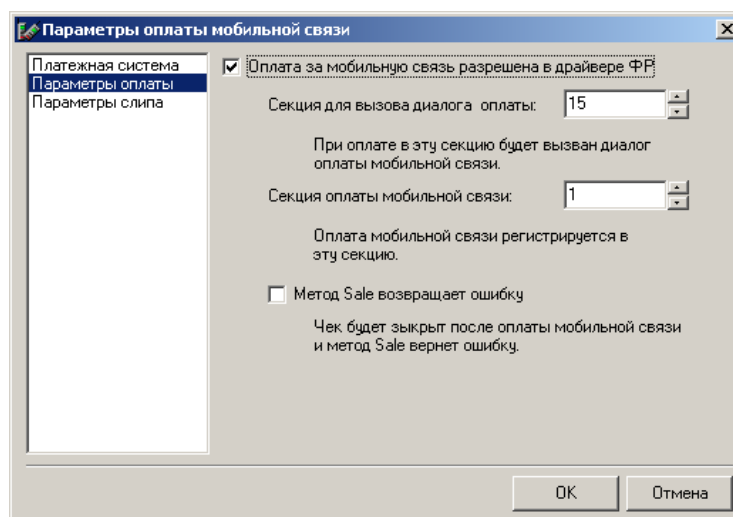 Параметры оплаты мобильной связи
Платежная система
Параметры оплаты
Параметры слипа
Оплата за мобильную связь разрешена в драйвере ФР
Секция для вызова диалога оплаты: 15
При оплате в эту секцию будет вызван диалог
оплаты мобильной связи.
Секция оплаты мобильной связи: 1
Оплата мобильной связи регистрируется в
эту секцию.
Метод Sale возвращает ошибку
Чек будет зыкрыт после оплаты мобильной связи
и метод Sale вернет ошибку.
OK Отмена